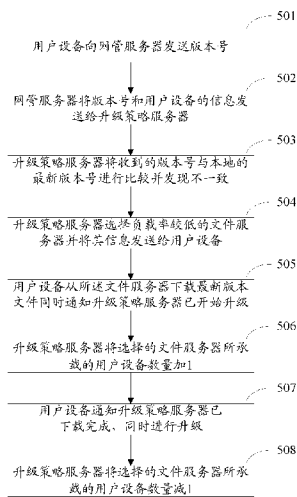 501
用户设备向网管服务器发送版本号
502
网管服务器将版本号和用户设备的信息发
送给升级策略服务器
503
升级策略服务器将收到的版本号与本地的
最新版本号进行比较并发现不一致
504
升级策略服务器选择负载率较低的文件服
务器并将其信息发送给用户设备
505
用户设备从所述文件服务器下载最新版本
文件同时通知升级策略服务器已开始升级
506
升级策略服务器将选择的文件服务器所承
载的用户设备数量加1
507
用户设备通知升级策略服务器已
下载完成、同时进行升级
508
升级策略服务器将选择的文件服务器所承
载的用户设备数量减1